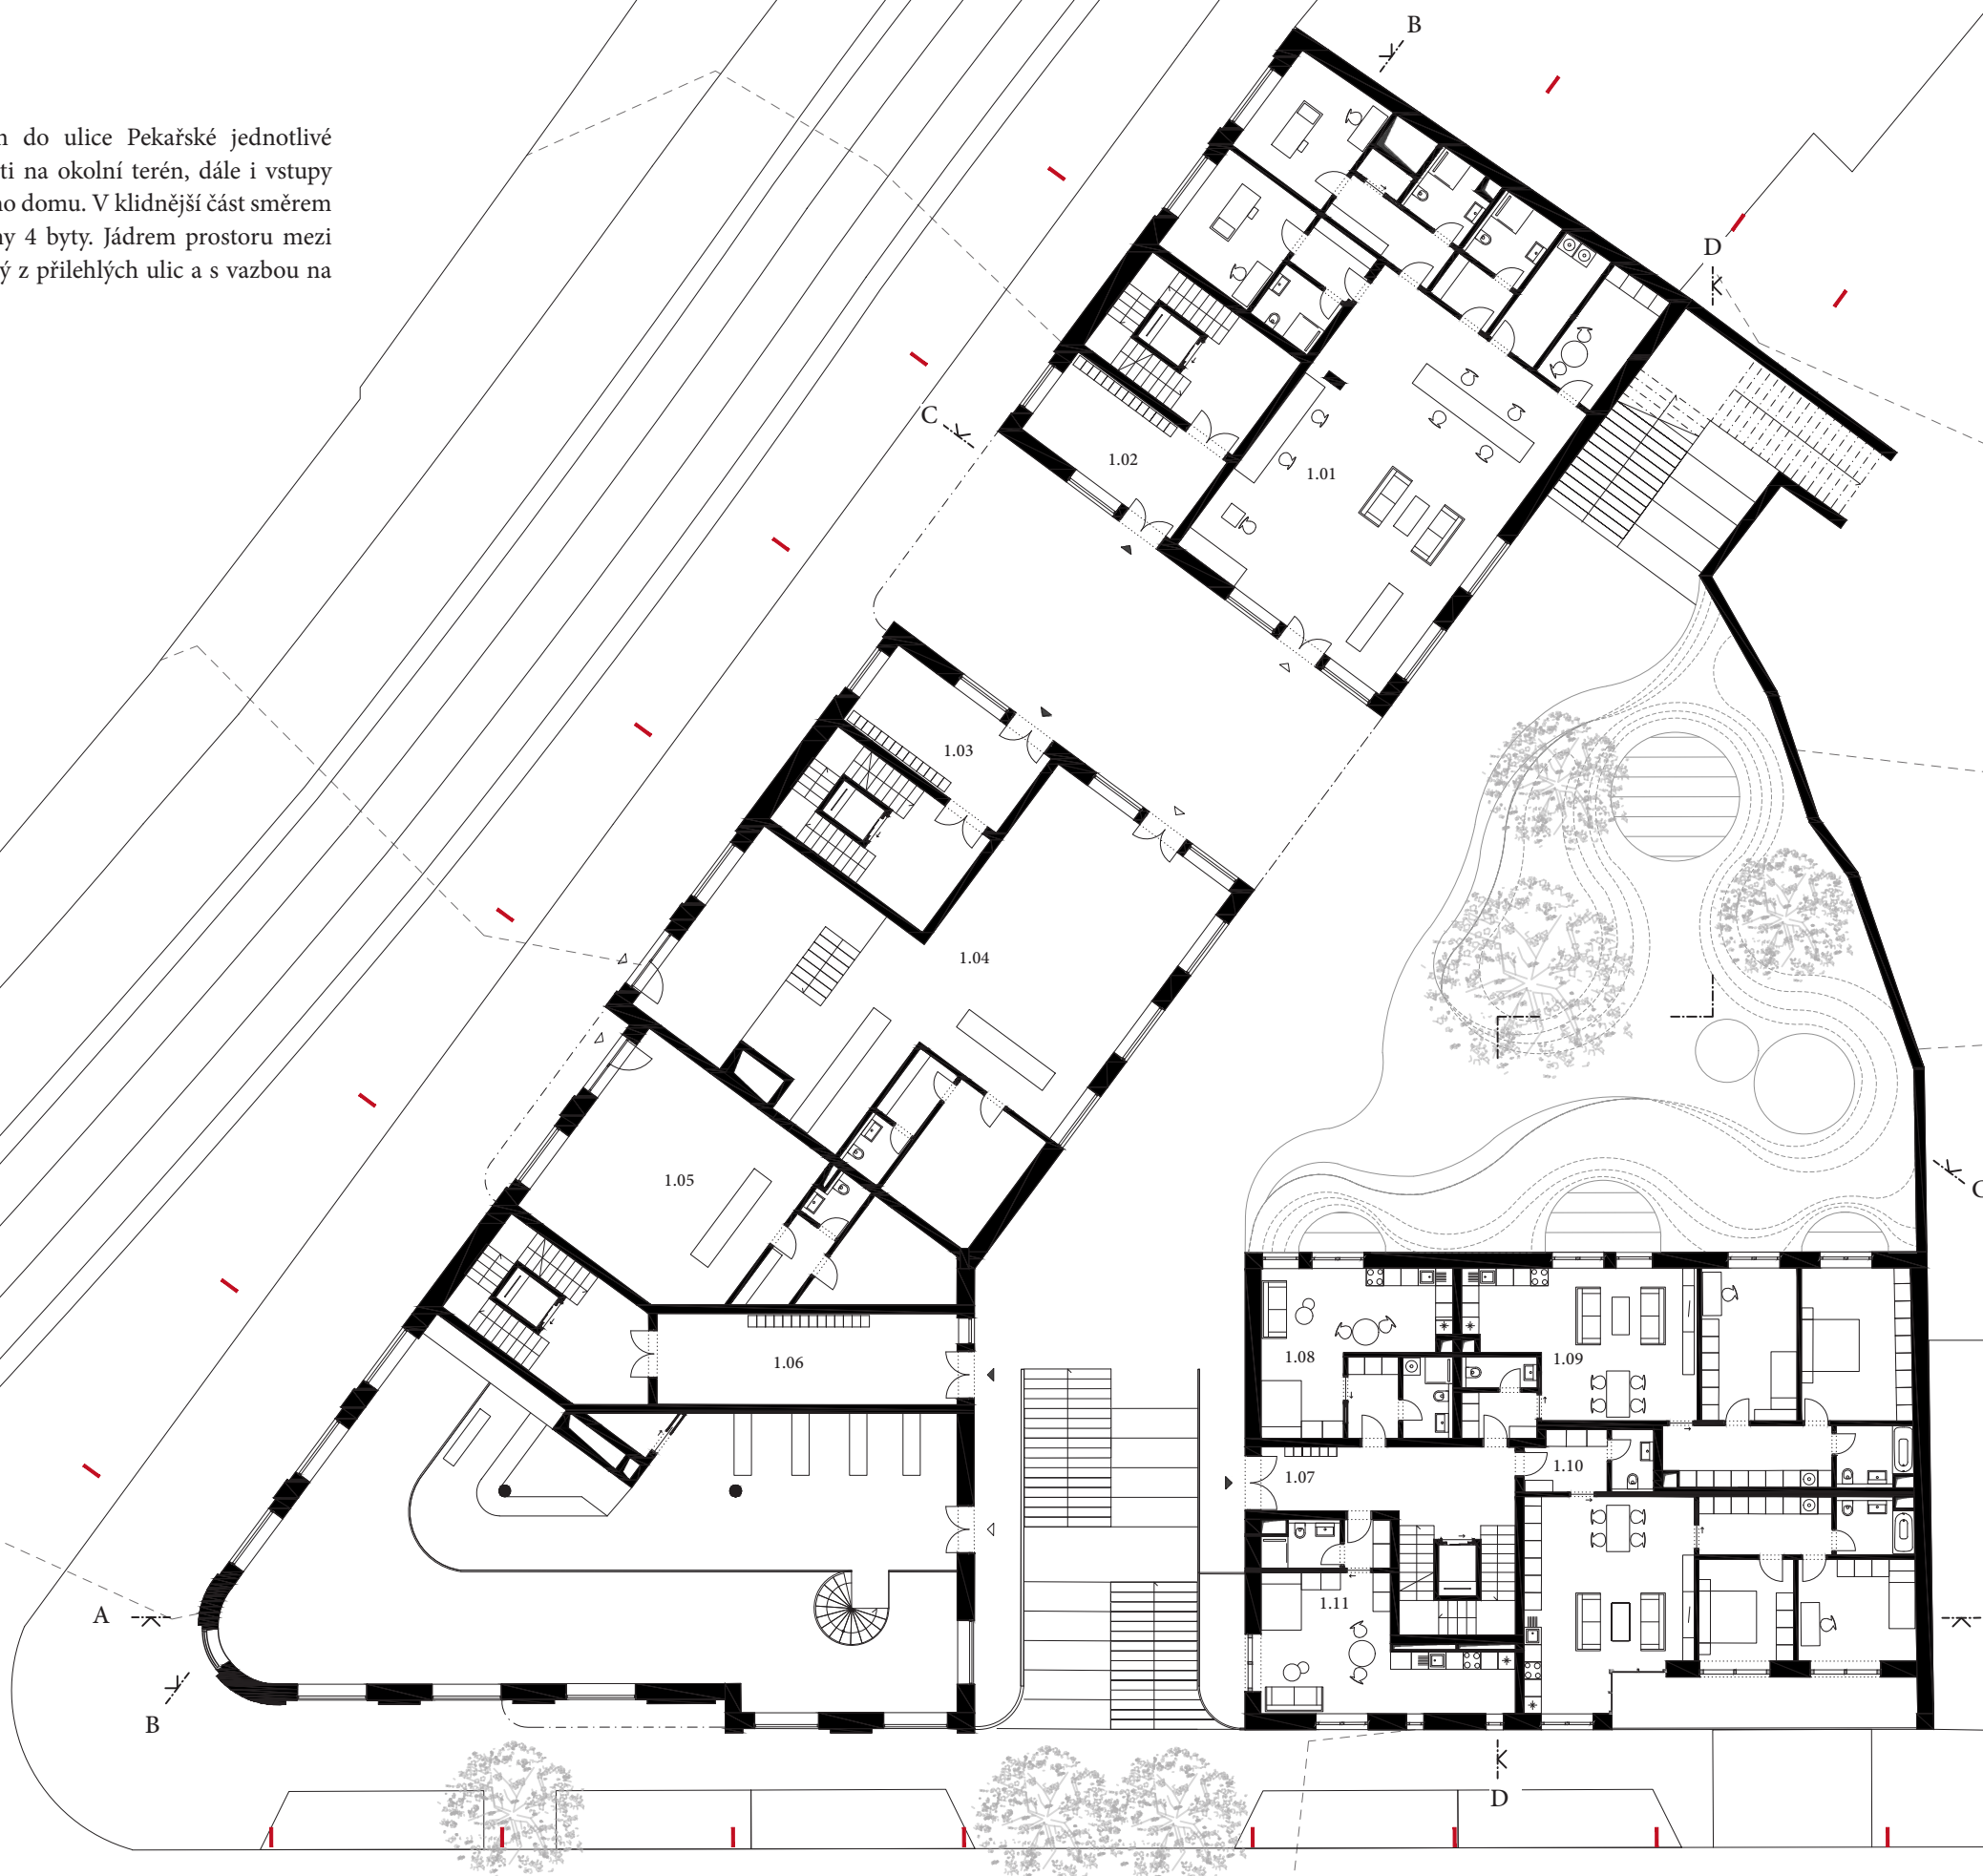 do ulice Pekařské jednotlivé
na okolní terén, dále i vstupy
domu. V klidnější část směrem
4 byty. Jádrem prostoru mezi
z přilehlých ulic a s vazbou na
B
D
C
1.02
1.01
1.03
1.04
1.05
C
1.06
1.08
1.09
1.07
1.10
1.11
A
B
D